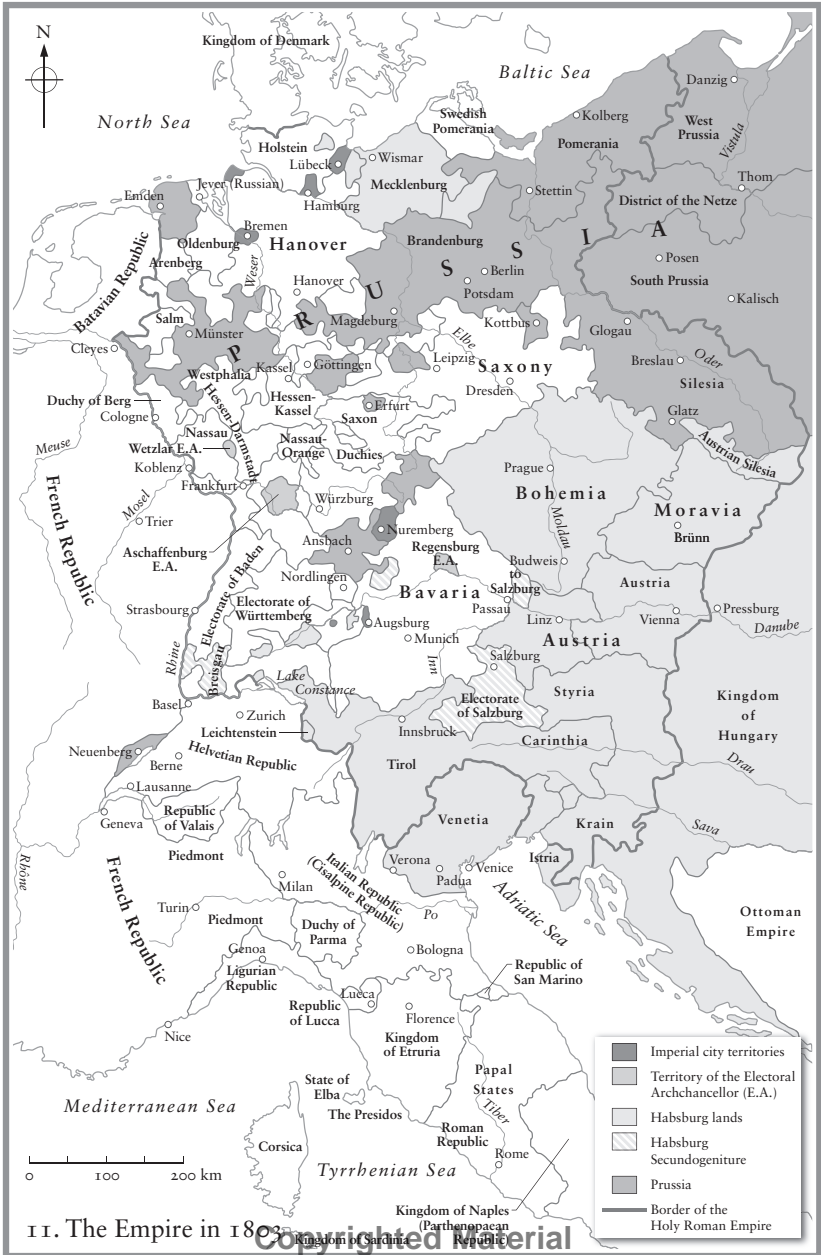 N
Kingdom of Denmark
Baltic Sea
North Sea
Danzig
Swedish
Pomerania
Kolberg
West
Prussia
Vistula
Pomerania
Holstein
Lübeck
Wismar
Mecklenburg
Jever (Russian)
Hamburg
Stettin
Thom
District of the Netze
Emden
Bremen
Oldenburg
Hanover
Arenberg
Weser
Brandenburg
PRUSSIA
Berlin
Potsdam
Posen
South Prussia
Kalisch
Batavian Republic
Hanover
Salm
Münster
Magdeburg
Elbe
Kottbus
Glogau
Cleyes
Westphalia
Kassel
Göttingen
Leipzig
Saxony
Dresden
Breslau
Oder
Silesia
Duchy of Berg
Cologne
Hessen-Darmstadt
Hessen-
Kassel
Erfurt
Saxon
Duchies
Glatz
Austrian Silesia
Meuse
Nassau
Wetzlar E.A.
Nassau-
Orange
Koblenz
Frankfurt
Prague
Bohemia
Moldau
Moravia
Brünn
French Republic
Mosel
Trier
Würzburg
Aschaffenburg
E.A.
Ansbach
Nuremberg
Regensburg
E.A.
Budweis
to
Salzburg
Nordlingen
Bavaria
Passau
Austria
Electorate of Baden
Electorate of
Württemberg
Strasbourg
Augsburg
Munich
Linz
Vienna
Pressburg
Danube
Austria
Rhine
Breisgau
Inn
Salzburg
Lake
Constance
Electorate
of Salzburg
Styria
Kingdom
of
Hungary
Basel
Zurich
Leichtenstein
Innsbruck
Carinthia
Neuenberg
Berne
Helvetian Republic
Tirol
Drau
Lausanne
Geneva
Republic
of Valais
Venetia
Krain
Sava
Piedmont
Verona
Padua
Venice
Istria
Rhône
French Republic
Milan
Italian Republic
(Cisalpine Republic)
Adriatic Sea
Turin
Piedmont
Po
Duchy of
Parma
Ottoman
Empire
Genoa
Ligurian
Republic
Bologna
Republic of
San Marino
Lucca
Republic
of Lucca
Florence
Kingdom
of Etruria
Nice
Papal
States
State of
Elba
The Presidos
Tiber
Mediterranean Sea
Corsica
Roman
Republic
Rome
Tyrrhenian Sea
Kingdom of Naples
(Parthenopaean
Republic)
Kingdom of Sardinia
0 100 200 km
Imperial city territories
Territory of the Electoral
Archchancellor (E.A.)
Habsburg lands
Habsburg
Secundogeniture
Prussia
Border of the
Holy Roman Empire
11. The Empire in 1803
Copyrighted Material